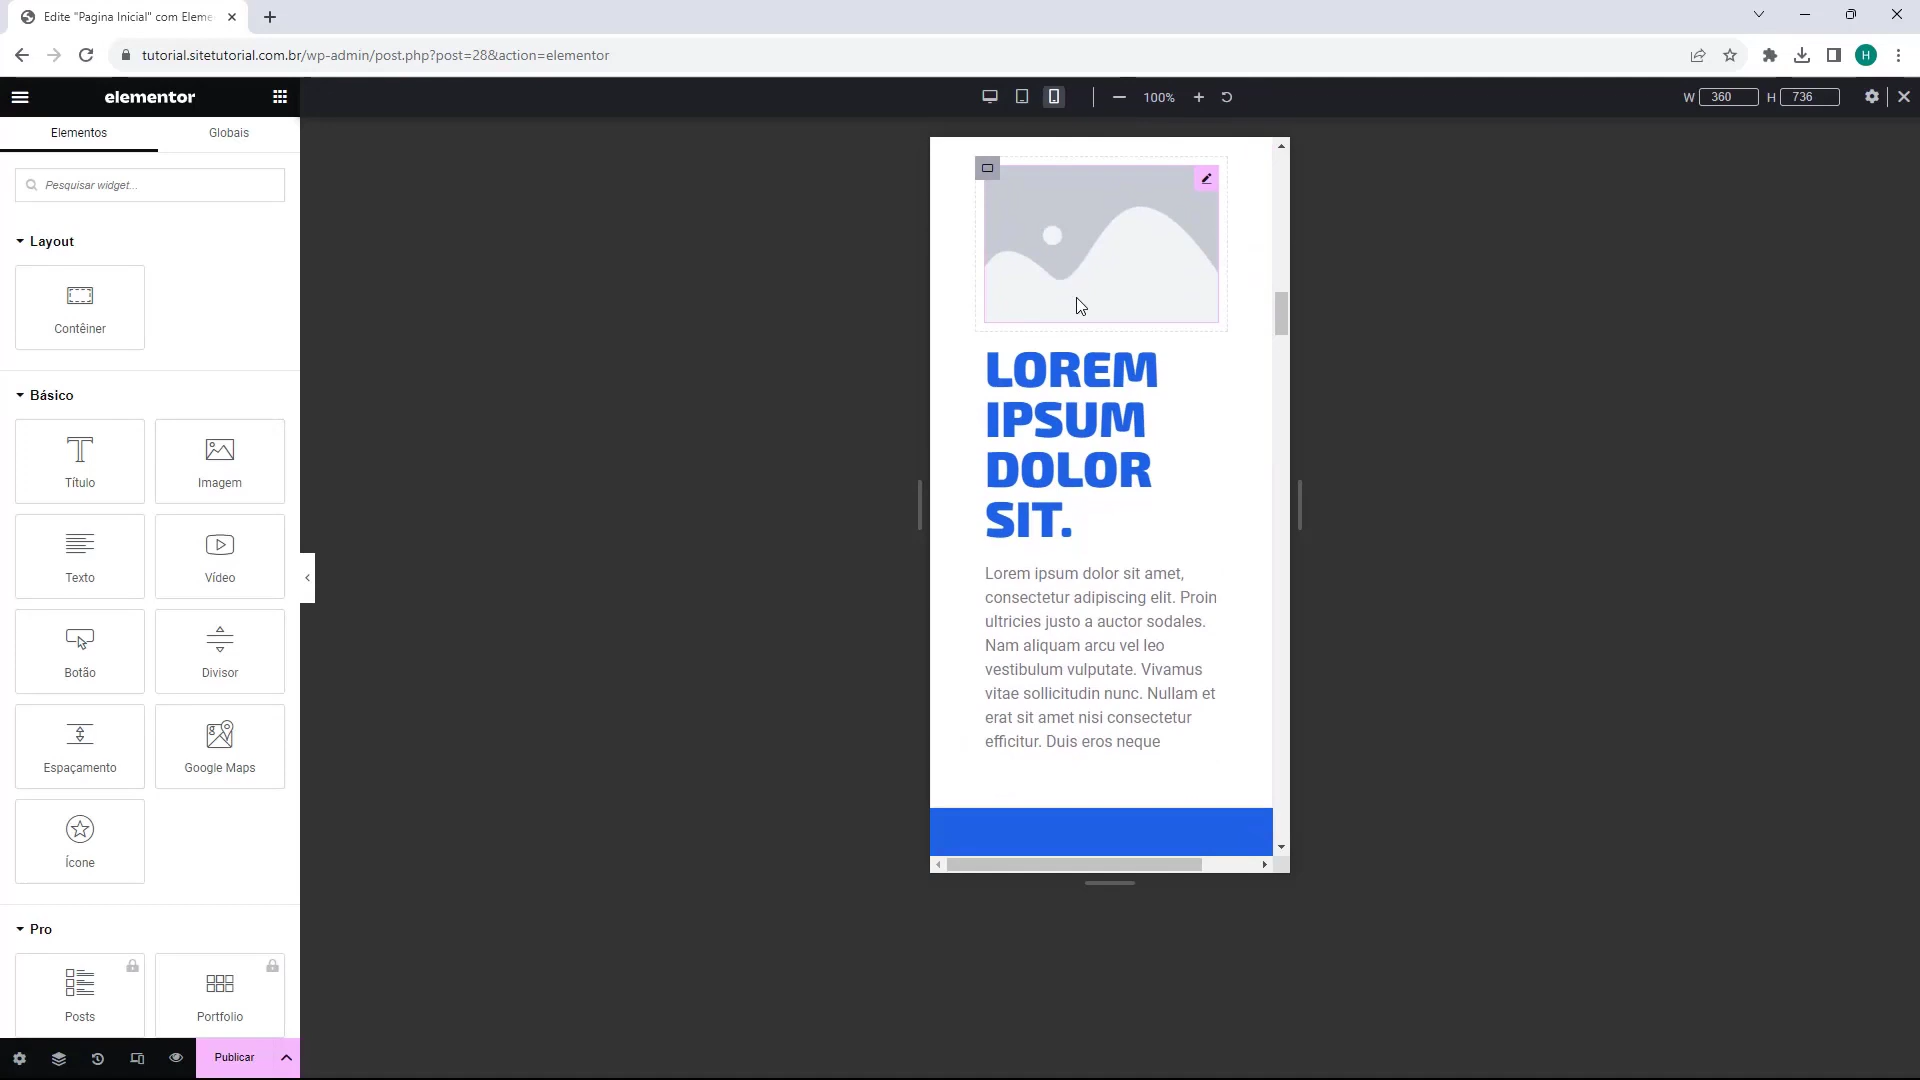 Edite "Pagina Inicial" com Eleme
tutorial.sitetutorial.com.br/wp-admin/post.php?post=28&action=elementor
H
elementor
100%
W 360 H 736
Elementos Globais
Pesquisar widget...
Layout
Contêiner
Básico
Título Imagem
Texto Vídeo
Botão Divisor
Espaçamento Google Maps
Ícone
Pro
Posts Portfolio
Publicar
LOREM
IPSUM
DOLOR
SIT.
Lorem ipsum dolor sit amet,
consectetur adipiscing elit. Proin
ultricies justo a auctor sodales.
Nam aliquam arcu vel leo
vestibulum vulputate. Vivamus
vitae sollicitudin nunc. Nullam et
erat sit amet nisi consectetur
efficitur. Duis eros neque